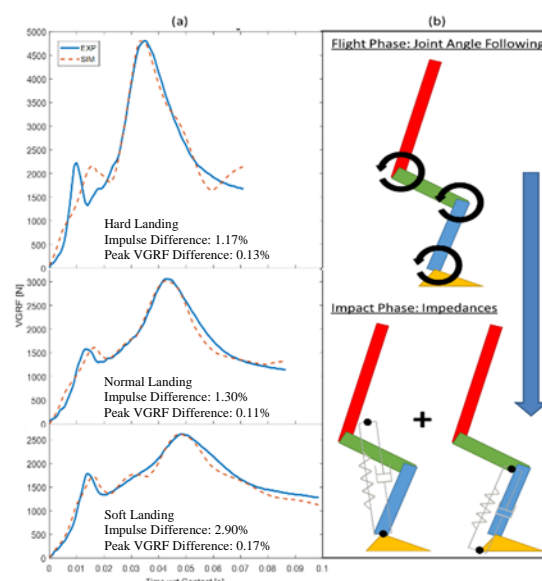 (a)
(b)
5000
4500
4000
3500
3000
2500
2000
1500
1000
500
0
EXP
SIM
Hard Landing
Impulse Difference: 1.17%
Peak VGRF Difference: 0.13%
3000
2500
2000
1500
1000
500
0
VGRF [N]
Normal Landing
Impulse Difference: 1.30%
Peak VGRF Difference: 0.11%
2500
2000
1500
1000
500
0
Soft Landing
Impulse Difference: 2.90%
Peak VGRF Difference: 0.17%
0 0.01 0.02 0.03 0.04 0.05 0.06 0.07 0.08 0.09 0.1
Flight Phase: Joint Angle Following
Impact Phase: Impedances
+